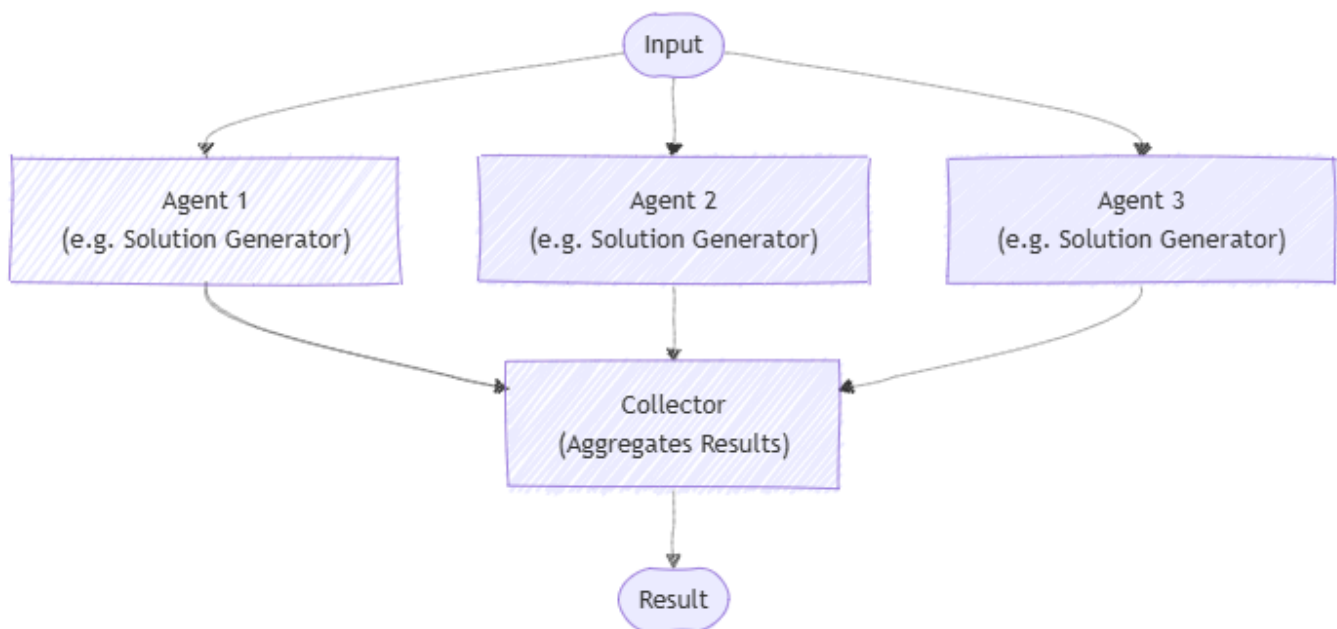 Input
Agent 1
(e.g. Solution Generator)
Agent 2
(e.g. Solution Generator)
Agent 3
(e.g. Solution Generator)
Collector
(Aggregates Results)
Result